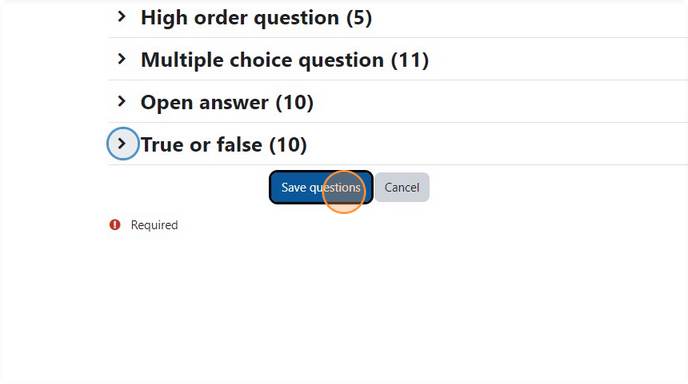 High order question (5)
Multiple choice question (11)
Open answer (10)
True or false (10)
Save questions Cancel
Required